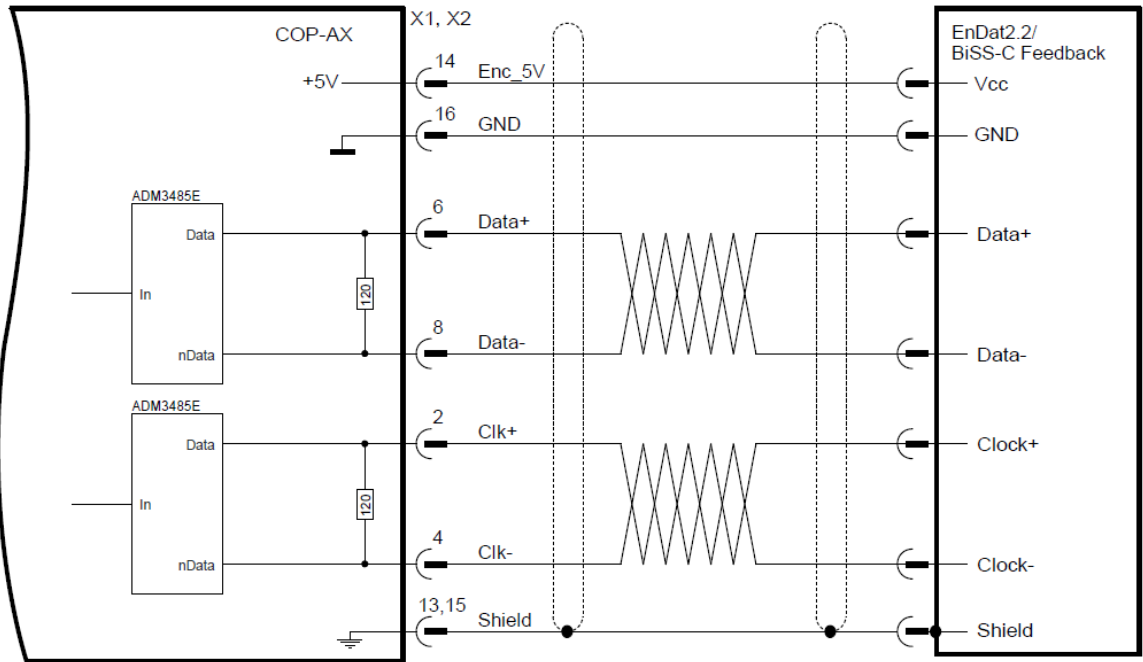 X1, X2
COP-AX
EnDat2.2/
BiSS-C Feedback
+5V
14
Enc_5V
Vcc
16
GND
GND
ADM3485E
Data
In
nData
120
6
Data+
Data+
8
Data-
Data-
ADM3485E
Data
In
nData
120
2
Clk+
Clock+
4
Clk-
Clock-
13,15
Shield
Shield